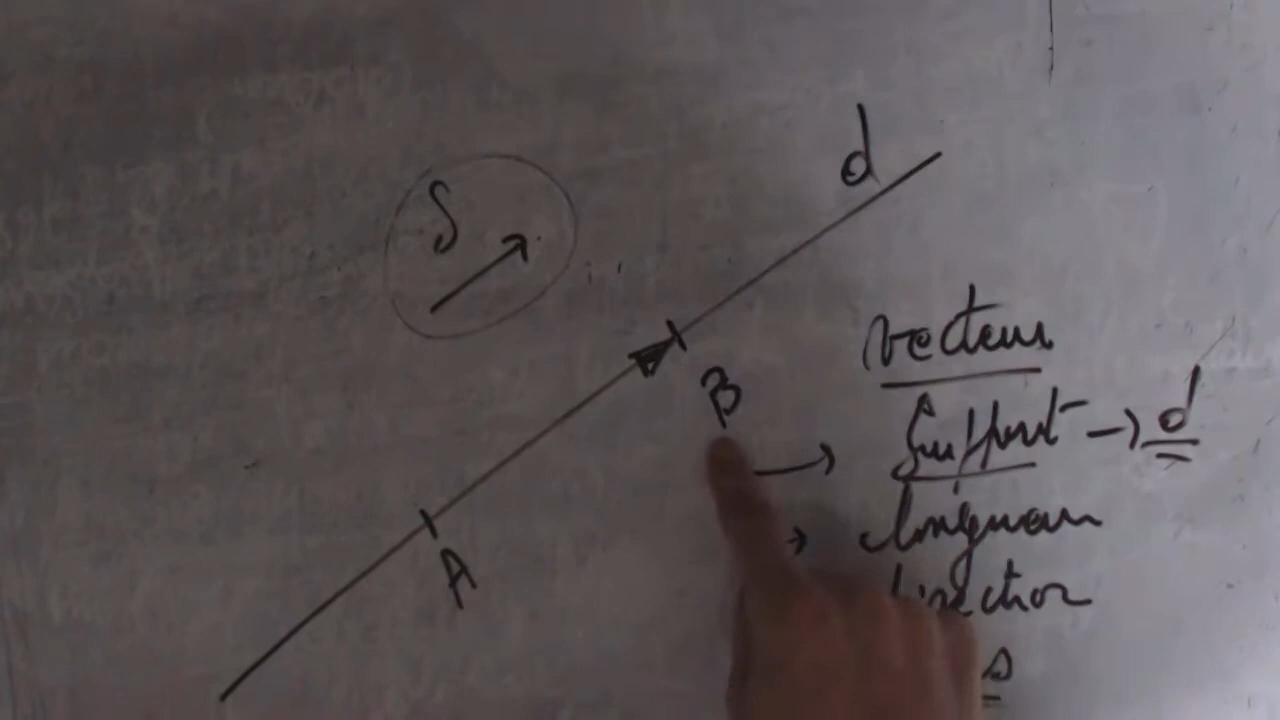 d
S
B
A
vecteur
Support → d
longueur
direction